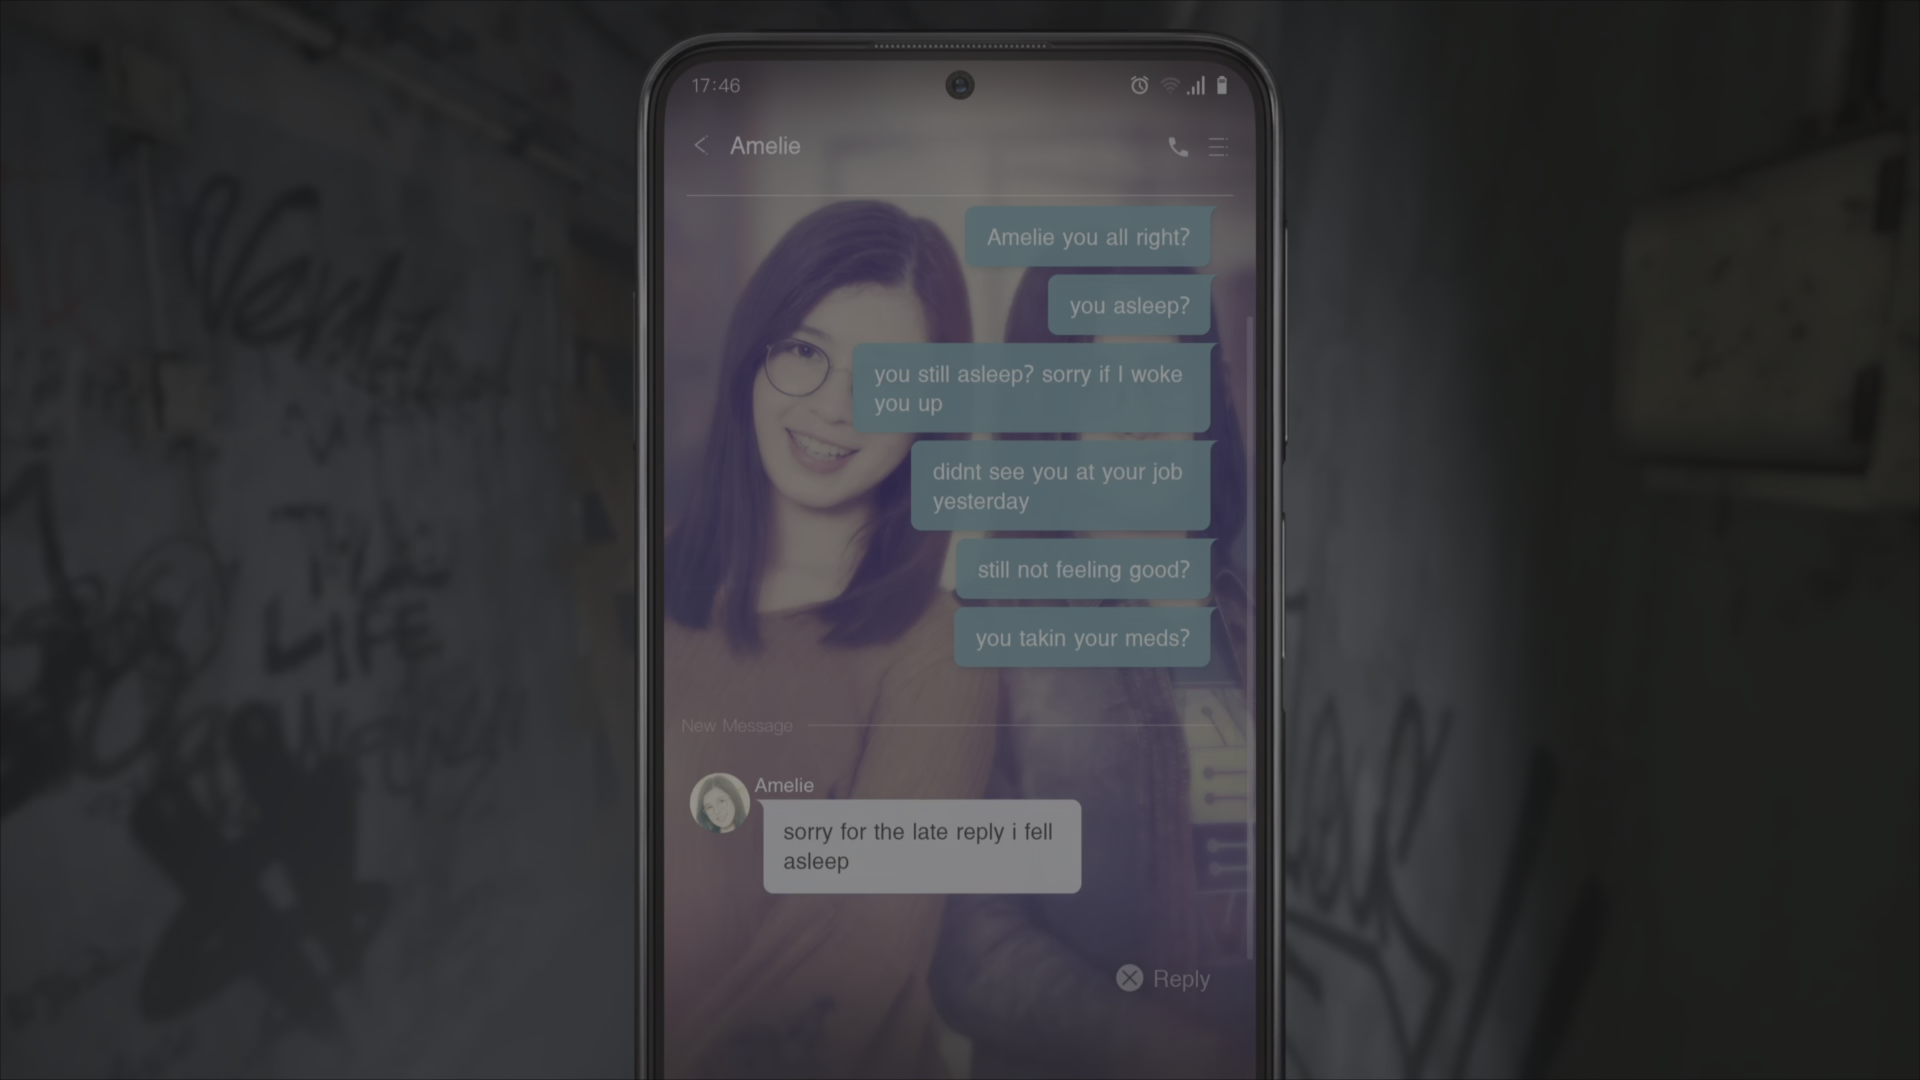 17:46
Amelie
Amelie you all right?
you asleep?
you still asleep? sorry if I woke
you up
didnt see you at your job
yesterday
still not feeling good?
you takin your meds?
New Message
Amelie
sorry for the late reply i fell
asleep
Reply
THE
LIFE